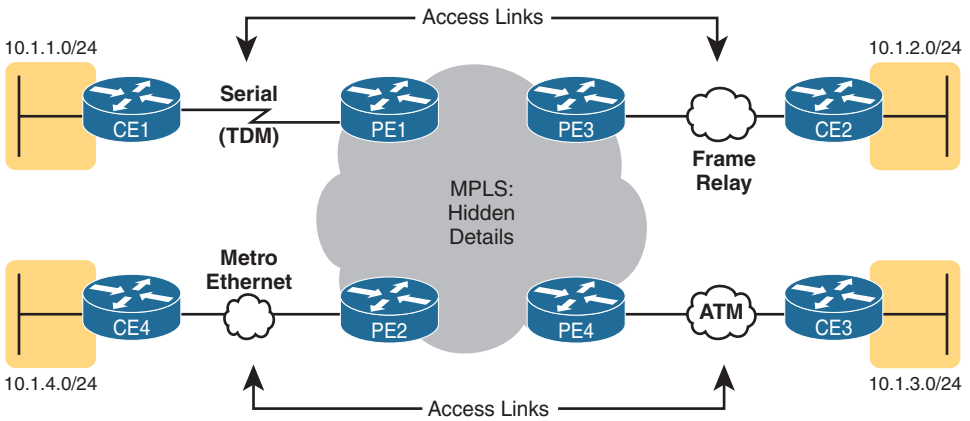 Access Links
10.1.1.0/24
10.1.2.0/24
Serial
(TDM)
CE1
PE1
PE3
CE2
Frame
Relay
MPLS:
Hidden
Details
Metro
Ethernet
CE4
PE2
PE4
ATM
CE3
10.1.4.0/24
10.1.3.0/24
Access Links